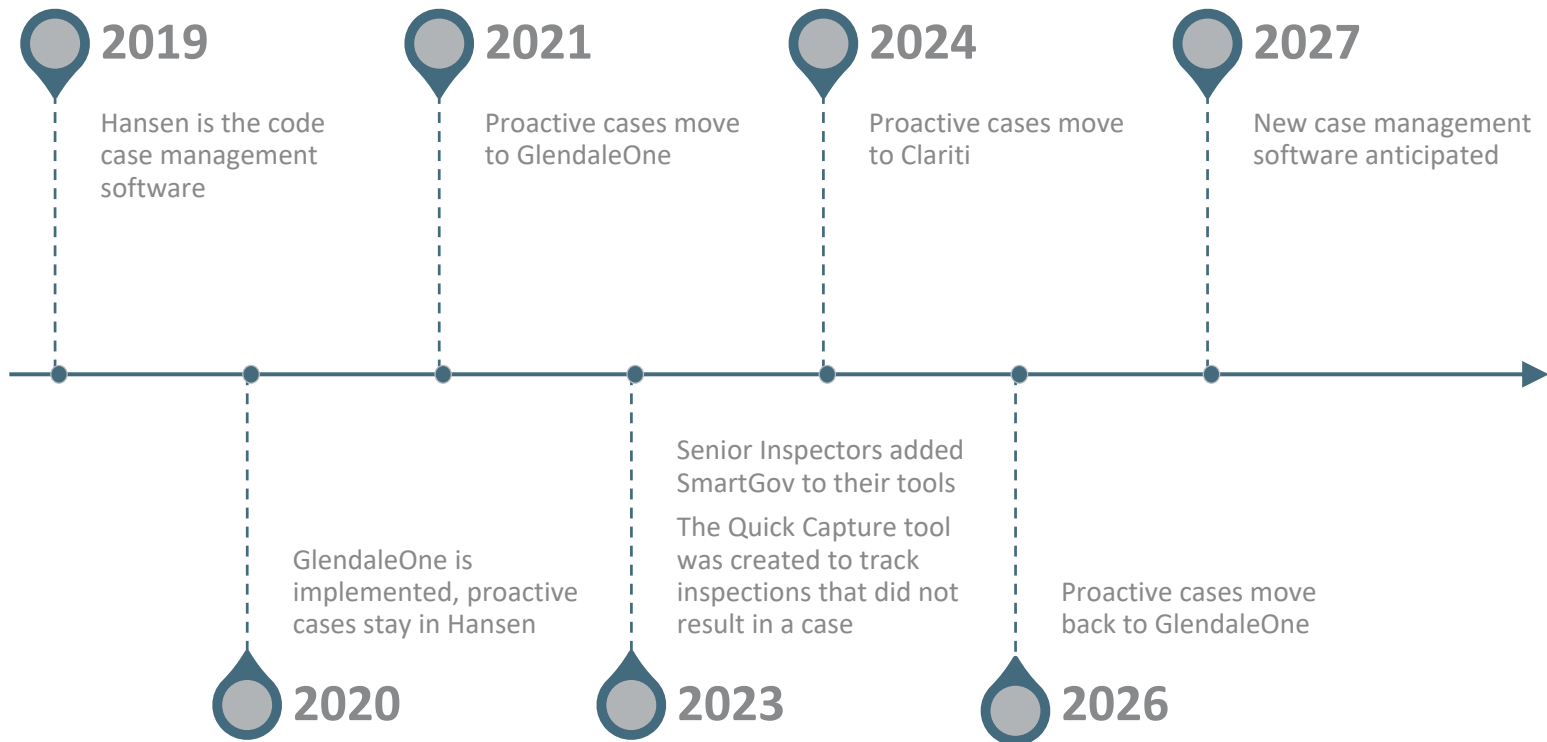 2019
Hansen is the code
case management
software
2021
Proactive cases move
to GlendaleOne
2024
Proactive cases move
to Clariti
2027
New case management
software anticipated
GlendaleOne is
implemented, proactive
cases stay in Hansen
2020
Senior Inspectors added
SmartGov to their tools
The Quick Capture tool
was created to track
inspections that did not
result in a case
2023
Proactive cases move
back to GlendaleOne
2026